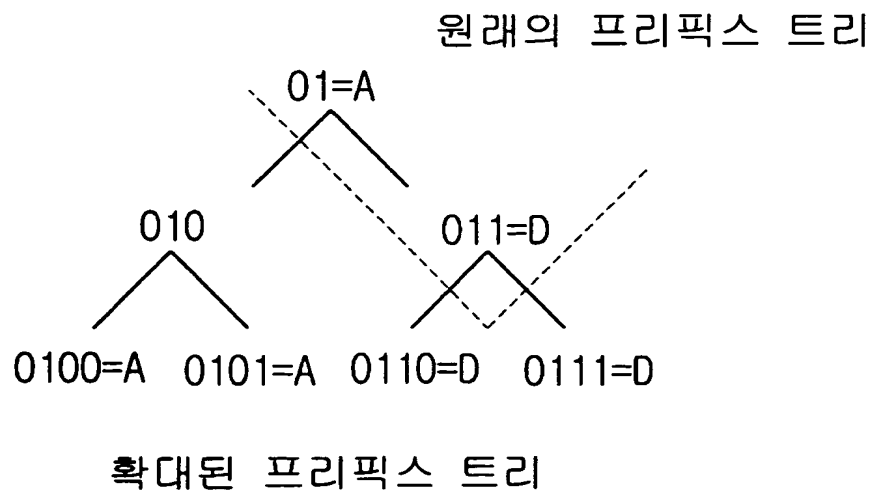 원래의 프리픽스 트리
01=A
010
011=D
0100=A 0101=A 0110=D 0111=D
확대된 프리픽스 트리